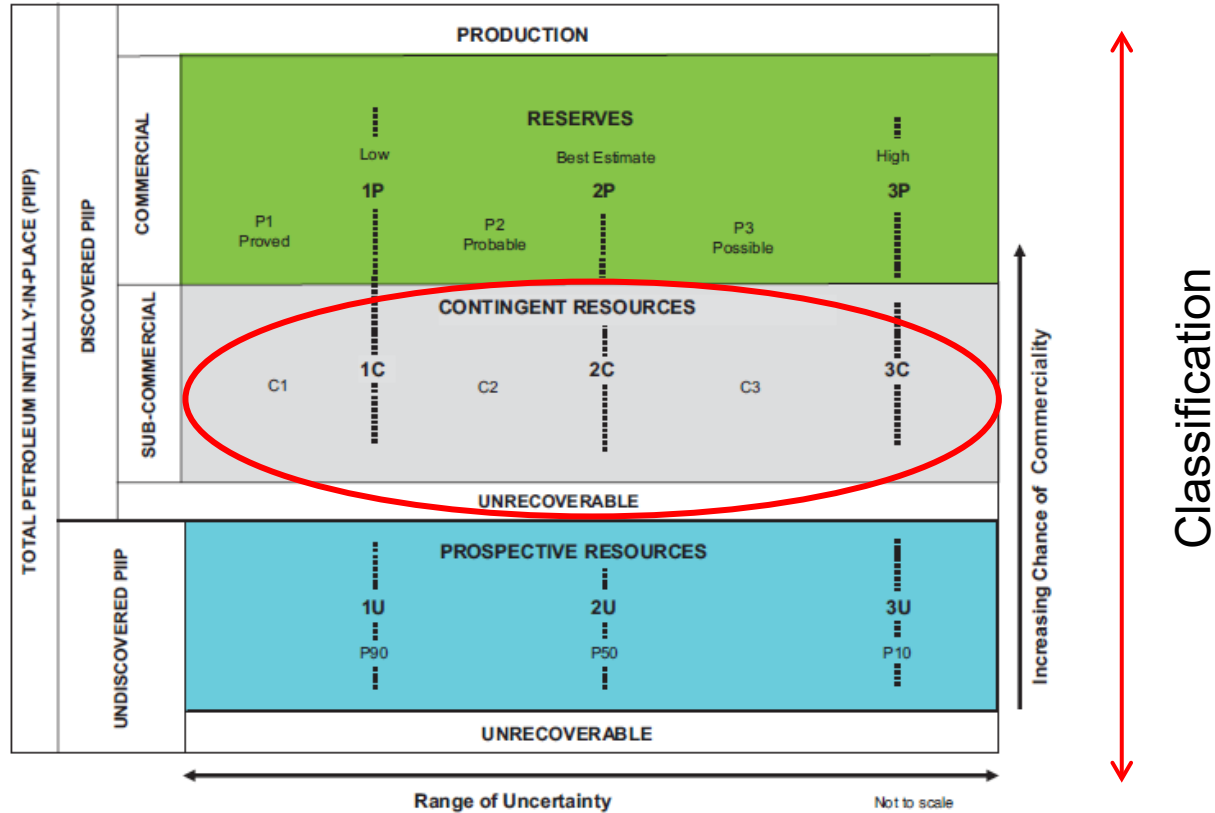 TOTAL PETROLEUM INITIALLY-IN-PLACE (PIIP)
DISCOVERED PIIP
UNDISCOVERED PIIP
COMMERCIAL
SUB-COMMERCIAL
PRODUCTION
RESERVES
Low
Best Estimate
High
1P
2P
3P
P1
Proved
P2
Probable
P3
Possible
CONTINGENT RESOURCES
1C
2C
3C
C1
C2
C3
UNRECOVERABLE
PROSPECTIVE RESOURCES
1U
2U
3U
P90
P50
P10
UNRECOVERABLE
Range of Uncertainty
Not to scale
Increasing Chance of Commerciality
Classification